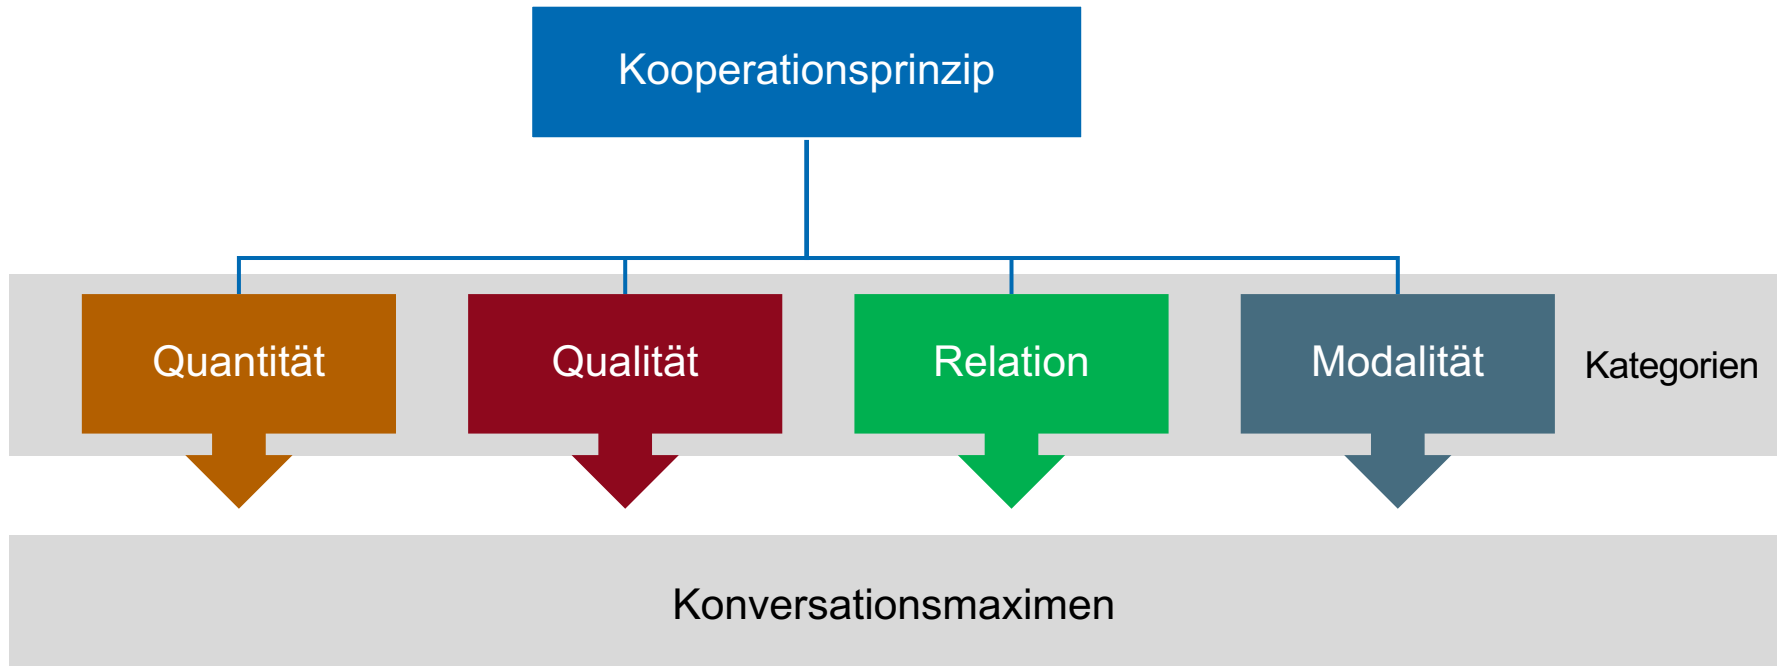 Kooperationsprinzip
Quantität
Qualität
Relation
Modalität
Kategorien
Konversationsmaximen